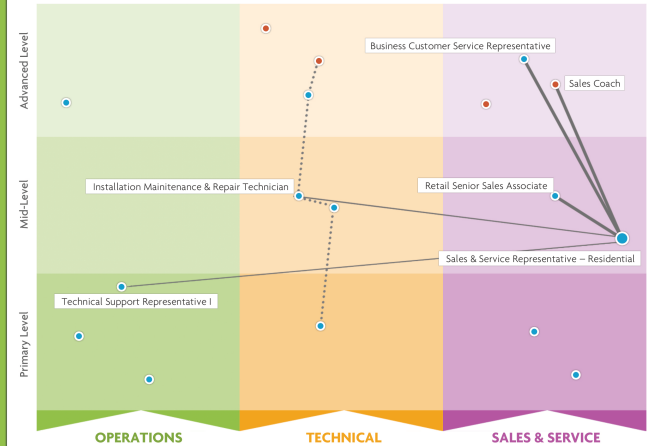 Advanced Level
Business Customer Service Representative
Sales Coach
Mid-Level
Installation Mainitenance & Repair Technician
Retail Senior Sales Associate
Sales & Service Representative – Residential
Primary Level
Technical Support Representative I
OPERATIONS
TECHNICAL
SALES & SERVICE